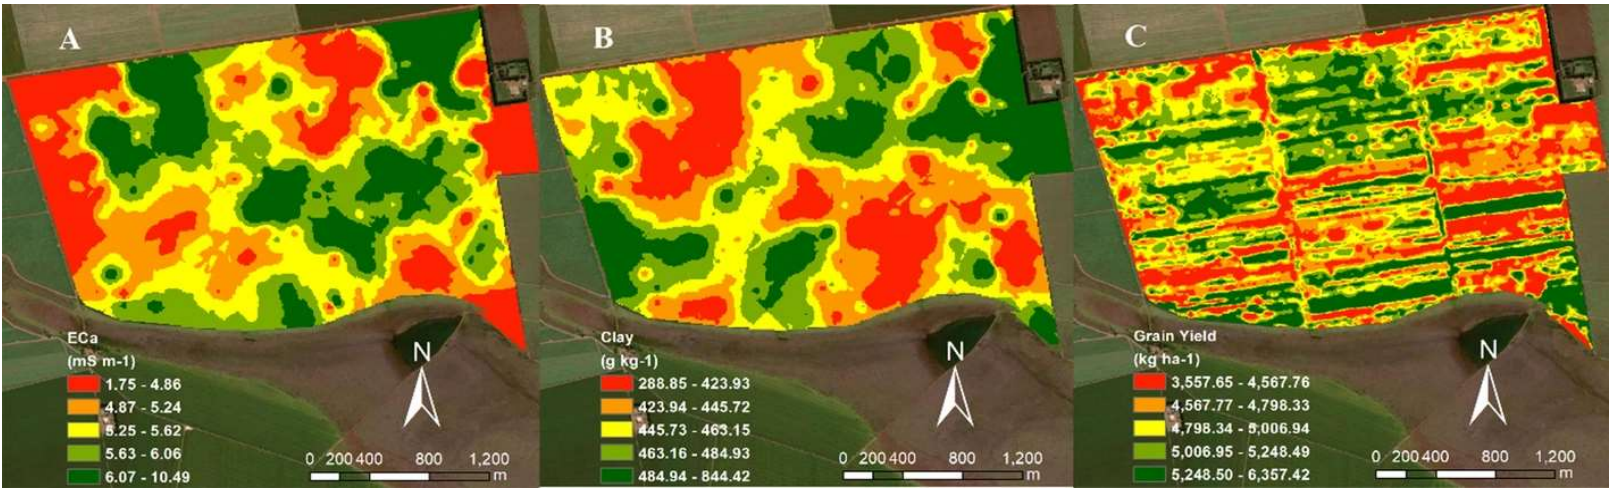 A
B
C
ECa
(mS m-1)
1.75 - 4.86
4.87 - 5.24
5.25 - 5.62
5.63 - 6.06
6.07 - 10.49
N
0 200 400 800 1,200
m
Clay
(g kg-1)
288.85 - 423.93
423.94 - 445.72
445.73 - 463.15
463.16 - 484.93
484.94 - 844.42
N
0 200 400 800 1,200
m
Grain Yield
(kg ha-1)
3,557.65 - 4,567.76
4,567.77 - 4,798.33
4,798.34 - 5,006.94
5,006.95 - 5,248.49
5,248.50 - 6,357.42
N
0 200 400 800 1,200
m